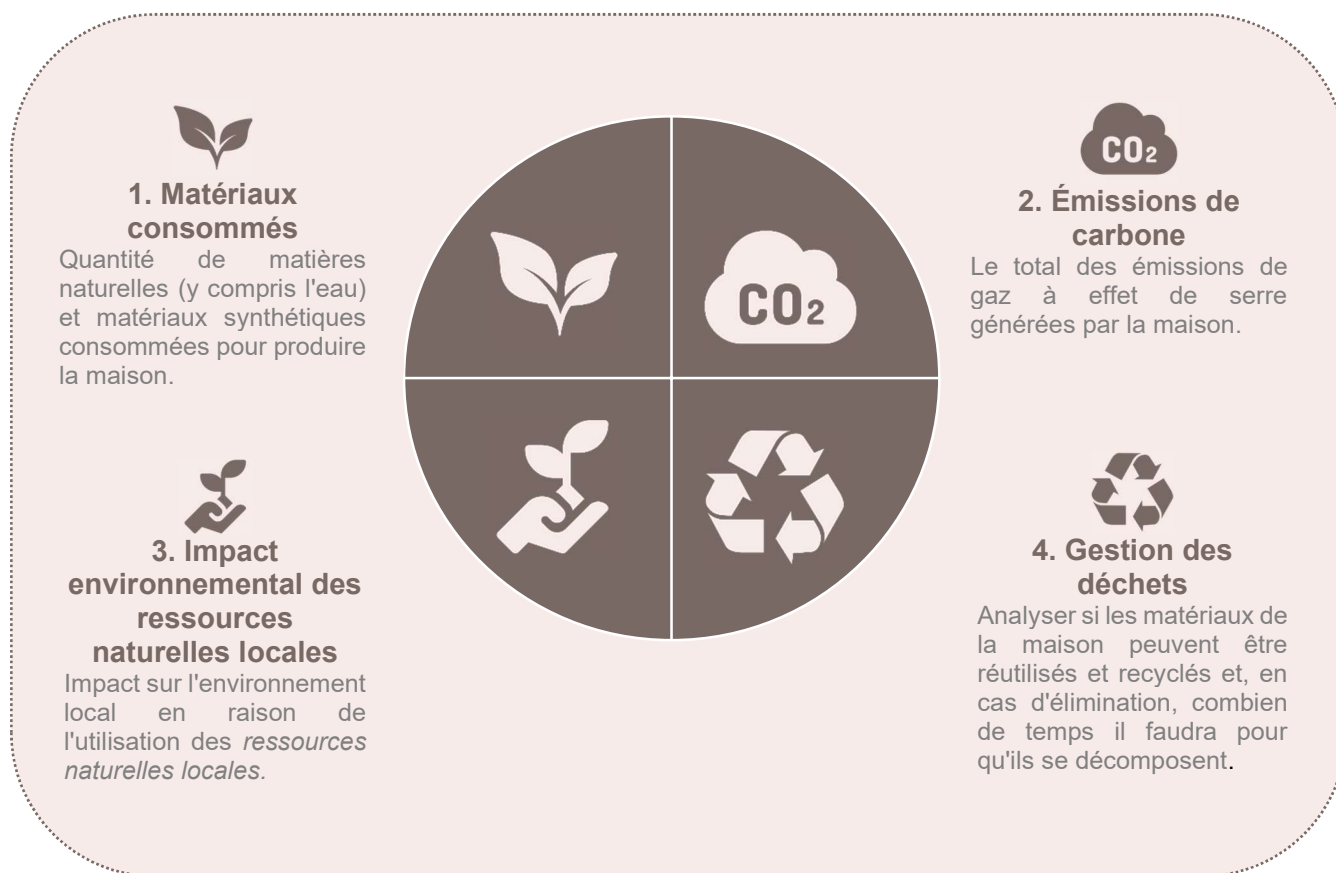 1. Matériaux
consommés
Quantité de matières
naturelles (y compris l'eau)
et matériaux synthétiques
consommées pour produire
la maison.
CO2
2. Émissions de
carbone
Le total des émissions de
gaz à effet de serre
générées par la maison.
CO2
3. Impact
environnemental des
ressources
naturelles locales
Impact sur l'environnement
local en raison de
l'utilisation des ressources
naturelles locales.
4. Gestion des
déchets
Analyser si les matériaux de
la maison peuvent être
réutilisés et recyclés et, en
cas d'élimination, combien
de temps il faudra pour
qu'ils se décomposent.